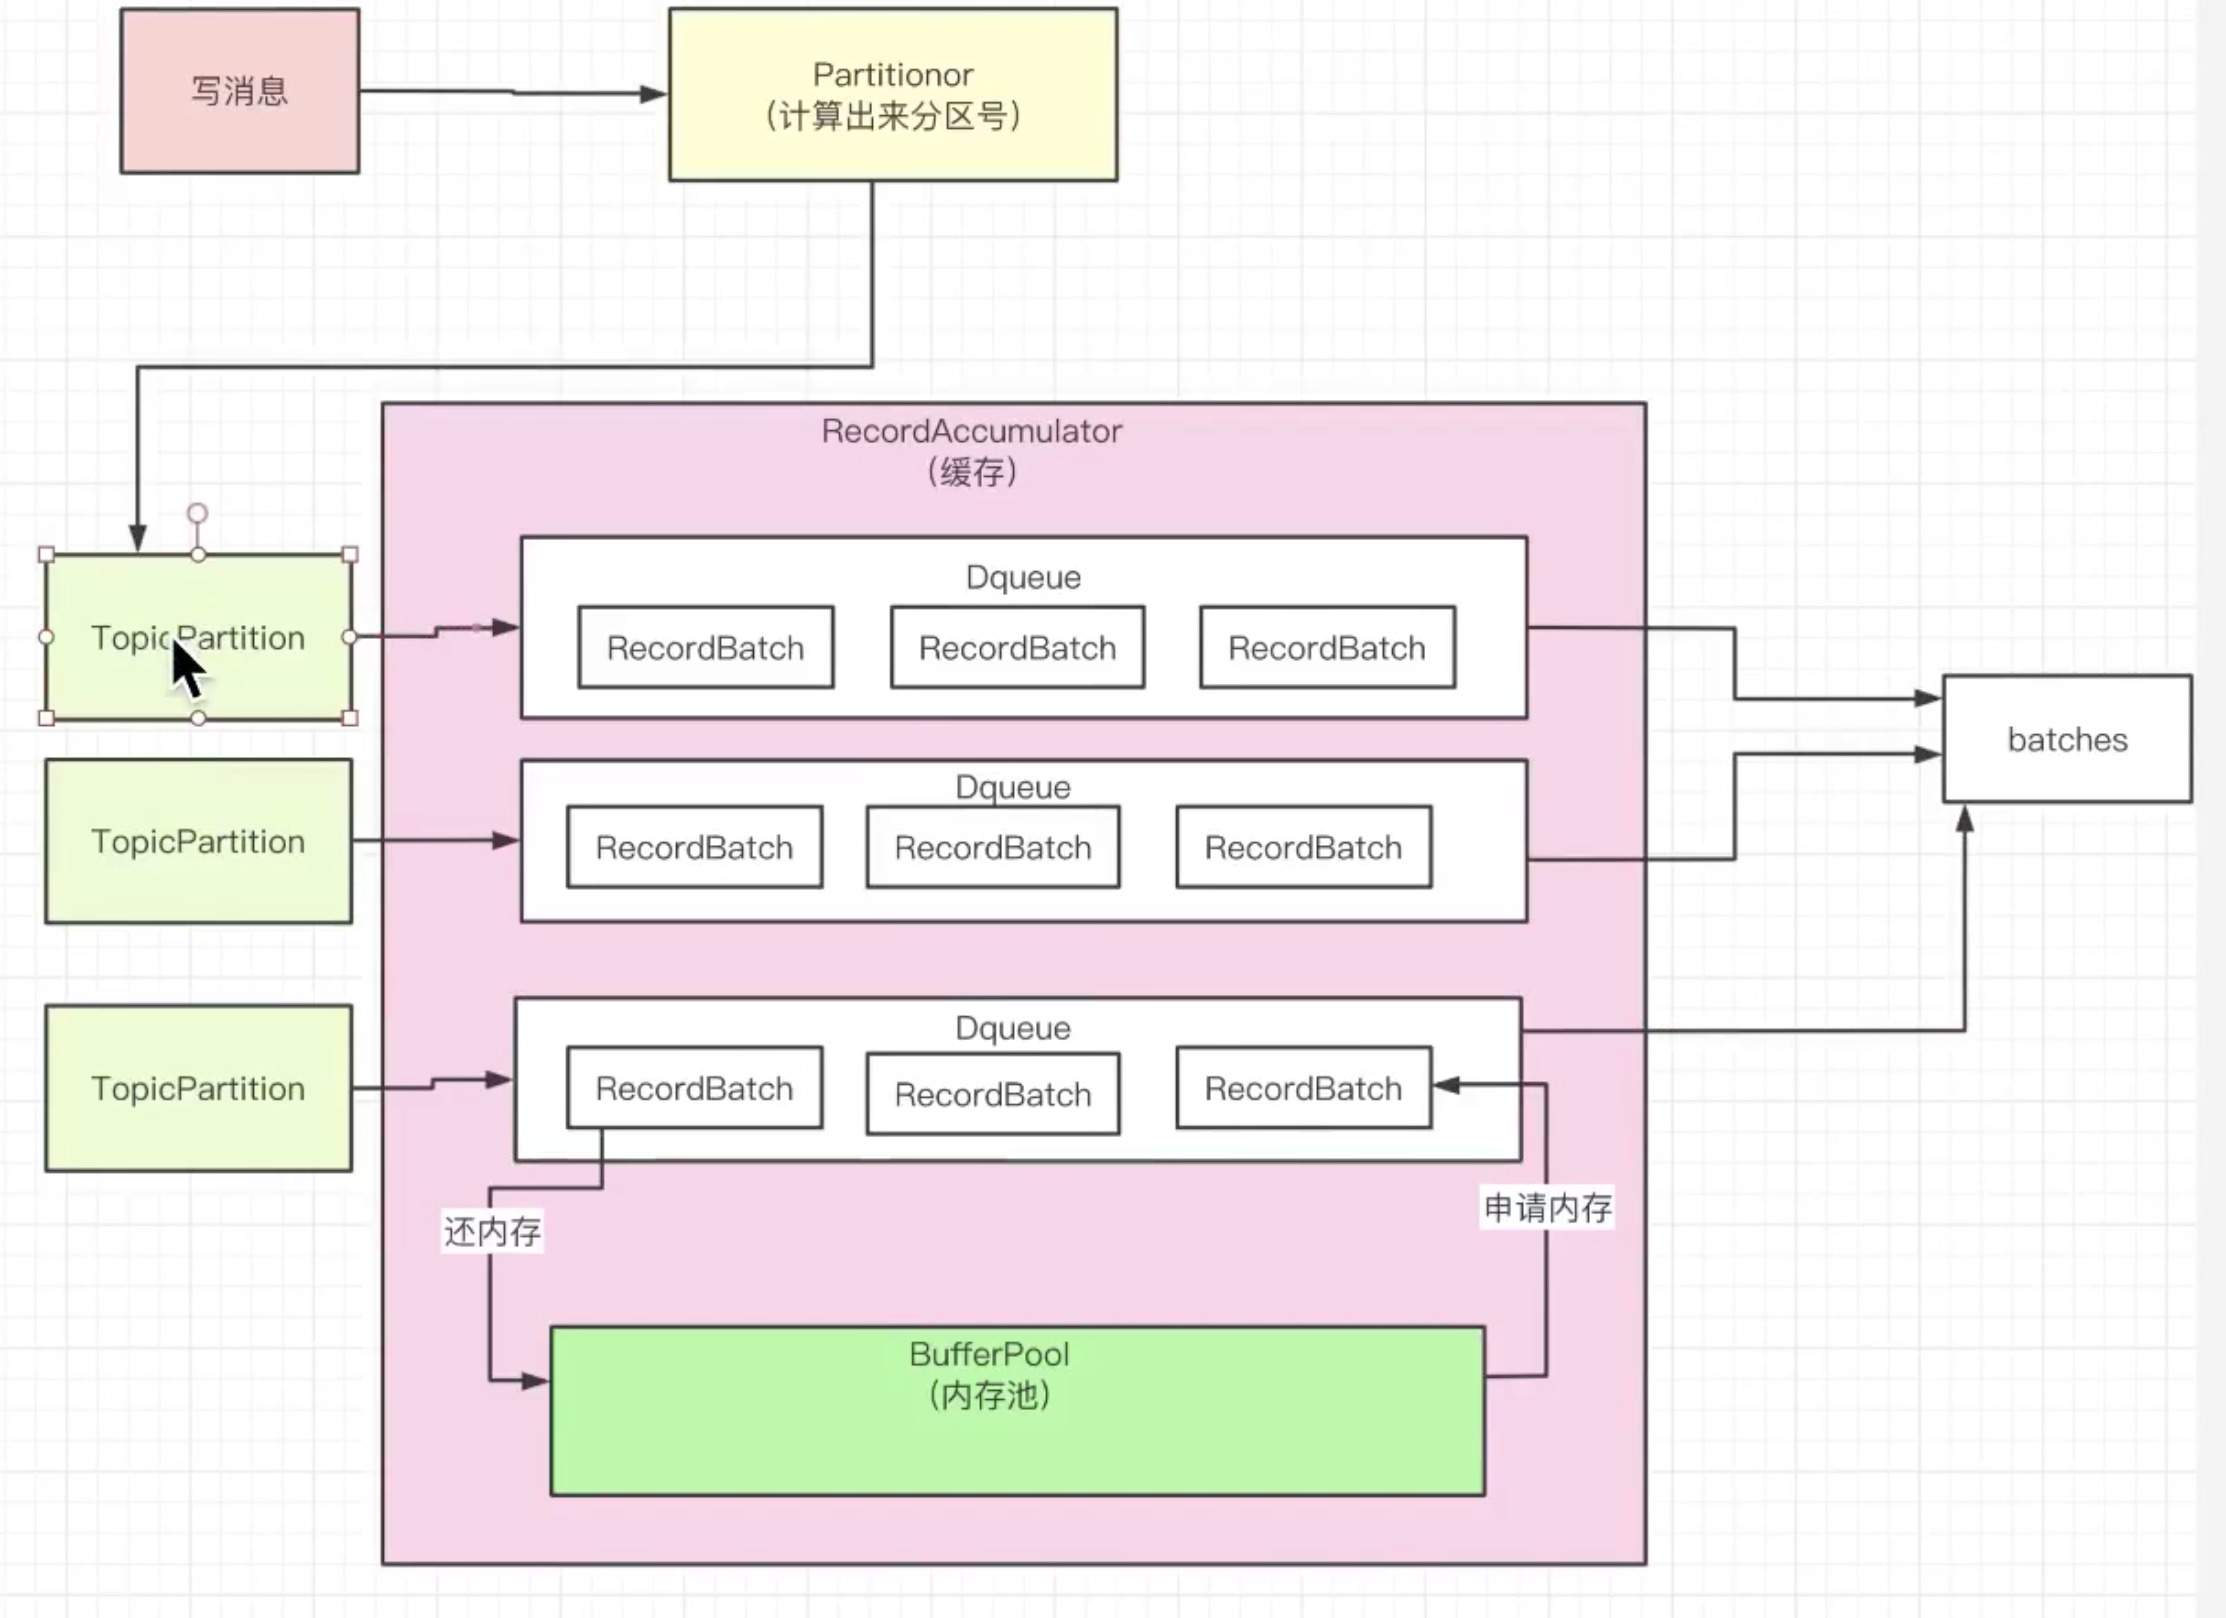 写消息
Partitionor
（计算出来分区号）
RecordAccumulator
（缓存）
TopicPartition
Dqueue
RecordBatch
RecordBatch
RecordBatch
batches
TopicPartition
Dqueue
RecordBatch
RecordBatch
RecordBatch
TopicPartition
Dqueue
RecordBatch
RecordBatch
RecordBatch
还内存
申请内存
BufferPool
（内存池）